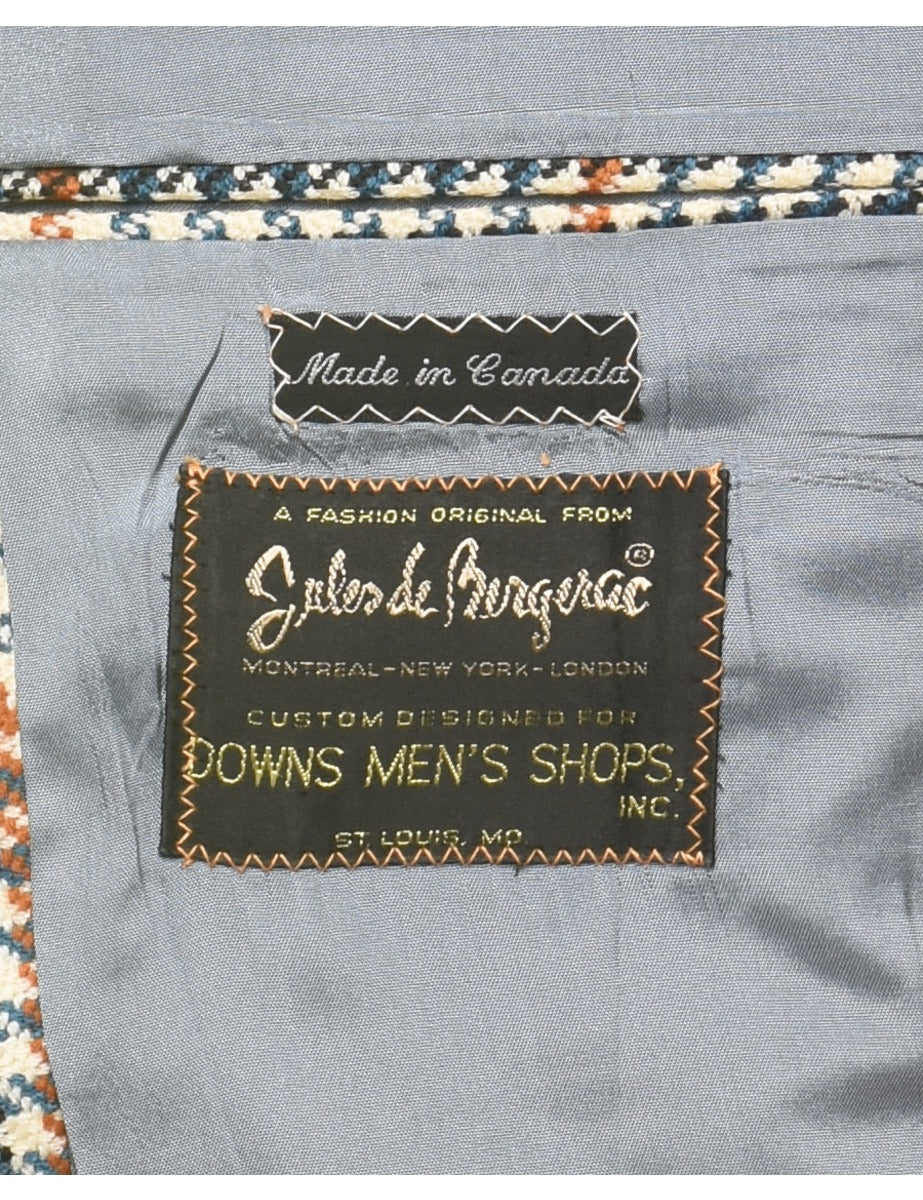 Made in Canada
A FASHION ORIGINAL FROM
Jules de Bergerac ®
MONTREAL-NEW YORK-LONDON
CUSTOM DESIGNED FOR
DOWNS MEN'S SHOPS,
INC.
ST. LOUIS, MO.